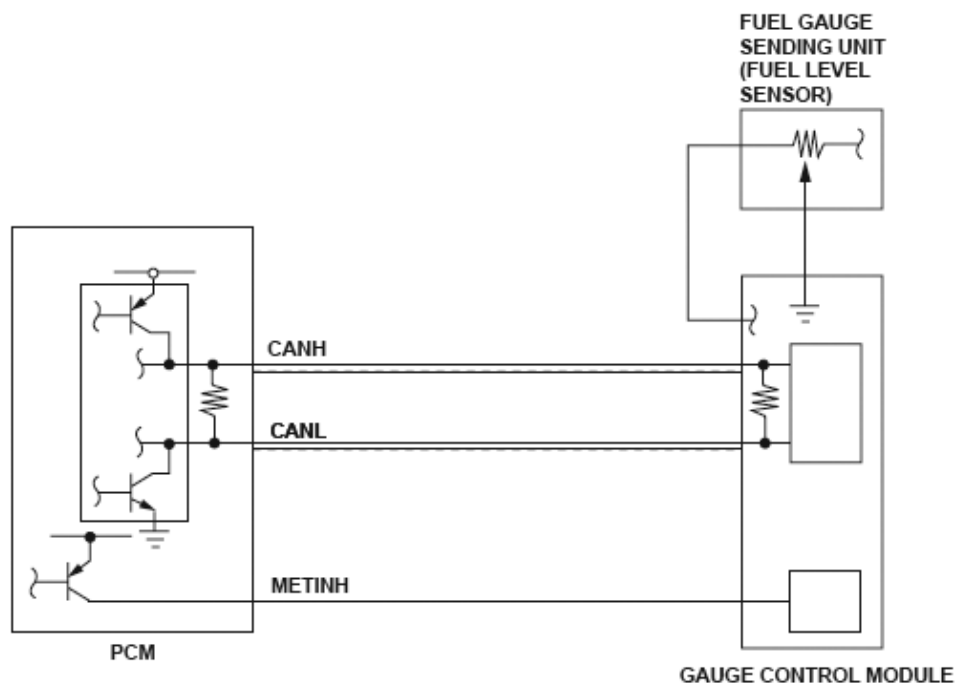 FUEL GAUGE
SENDING UNIT
(FUEL LEVEL
SENSOR)
CANH
CANL
METINH
PCM
GAUGE CONTROL MODULE